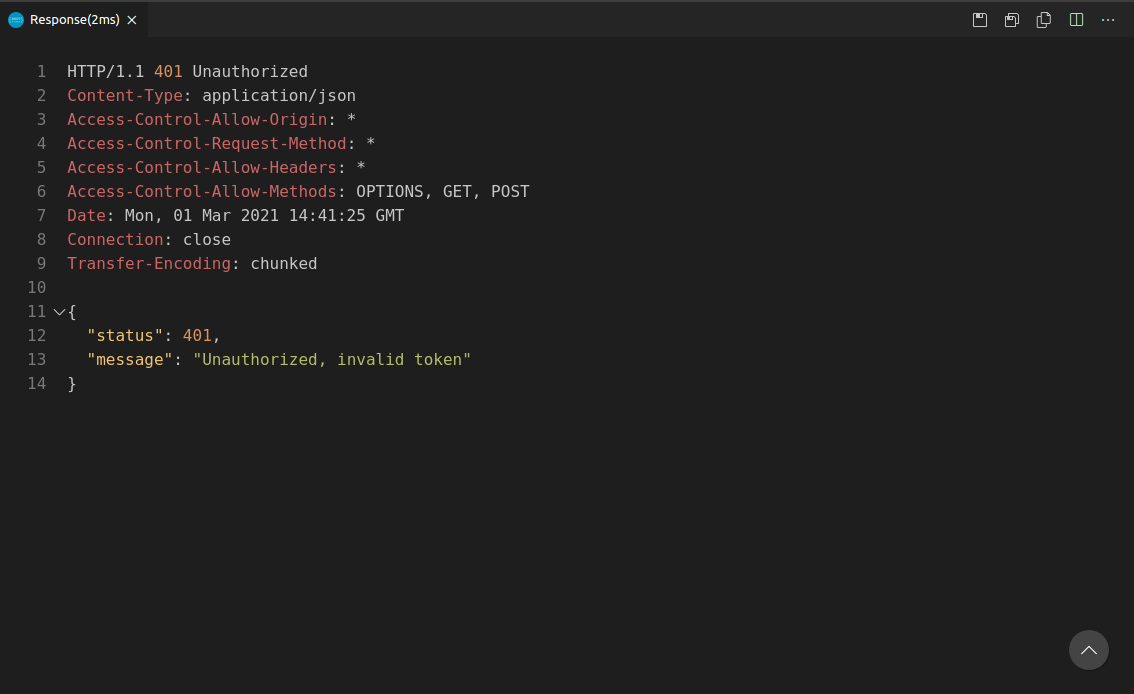 Response(2ms)
1 HTTP/1.1 401 Unauthorized
2 Content-Type: application/json
3 Access-Control-Allow-Origin: *
4 Access-Control-Request-Method: *
5 Access-Control-Allow-Headers: *
6 Access-Control-Allow-Methods: OPTIONS, GET, POST
7 Date: Mon, 01 Mar 2021 14:41:25 GMT
8 Connection: close
9 Transfer-Encoding: chunked
10
11 {
12   "status": 401,
13   "message": "Unauthorized, invalid token"
14 }